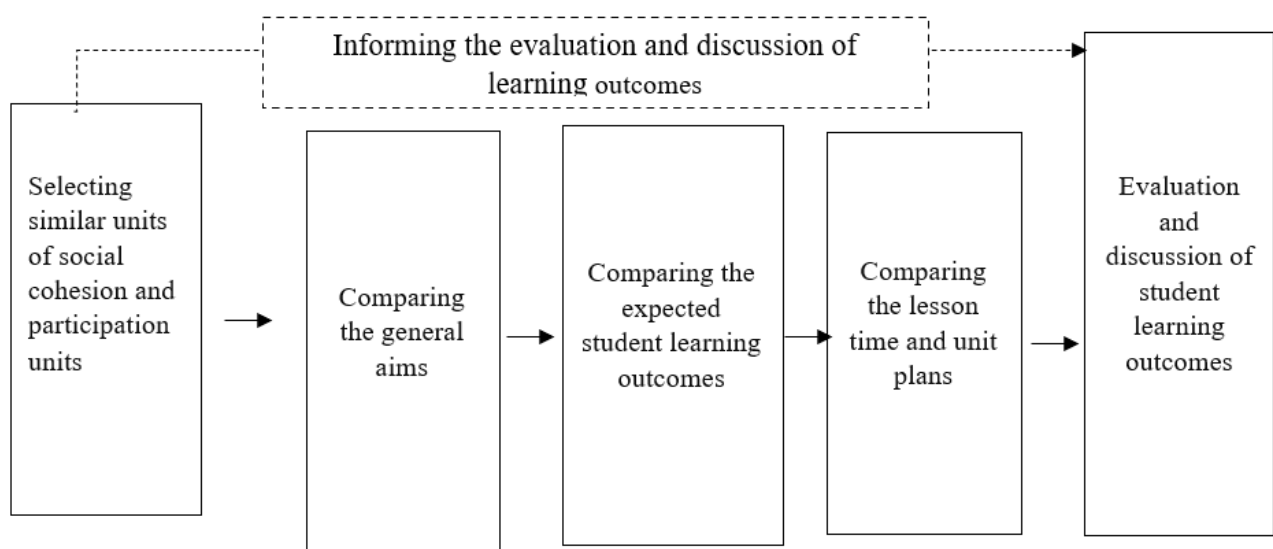 Informing the evaluation and discussion of
learning outcomes
Selecting
similar units
of social
cohesion and
participation
units
Comparing
the general
aims
Comparing the
expected
student learning
outcomes
Comparing
the lesson
time and unit
plans
Evaluation
and
discussion of
student
learning
outcomes